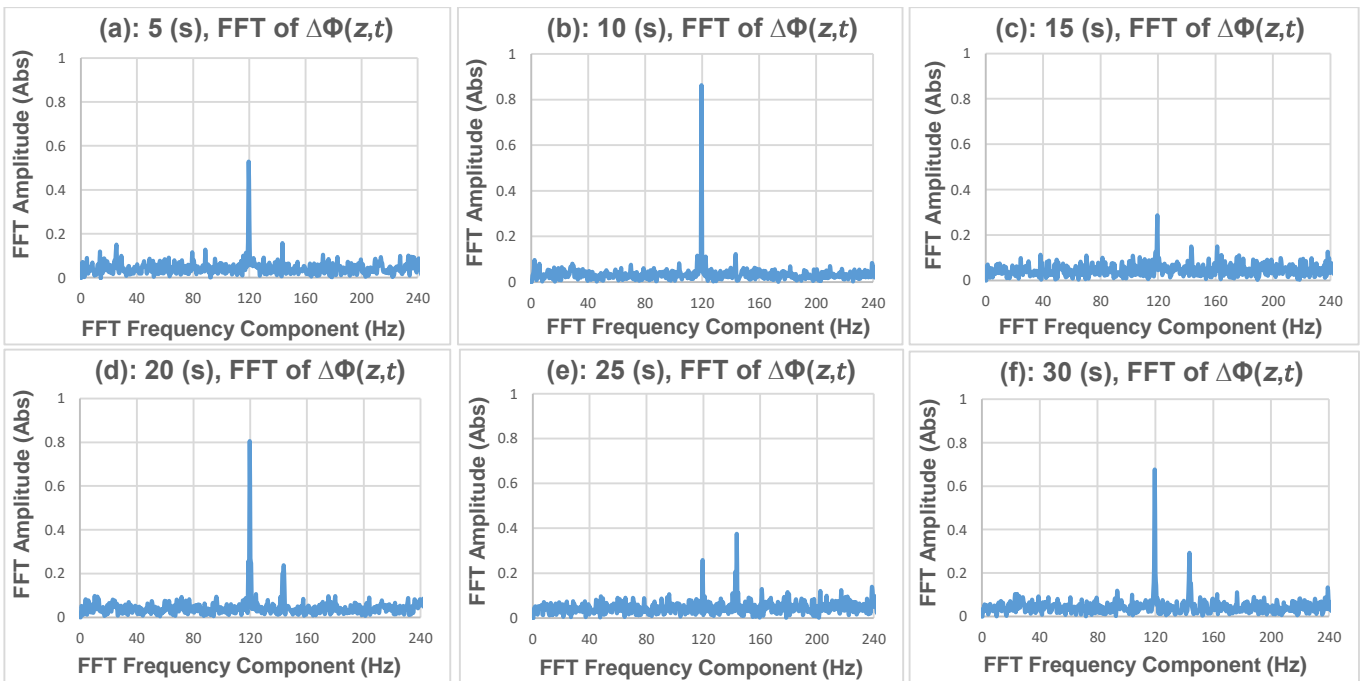 (a): 5 (s), FFT of ΔΦ(z,t)
FFT Amplitude (Abs)
1
0.8
0.6
0.4
0.2
0
0 40 80 120 160 200 240
FFT Frequency Component (Hz)
(b): 10 (s), FFT of ΔΦ(z,t)
FFT Amplitude (Abs)
1
0.8
0.6
0.4
0.2
0
0 40 80 120 160 200 240
FFT Frequency Component (Hz)
(c): 15 (s), FFT of ΔΦ(z,t)
FFT Amplitude (Abs)
1
0.8
0.6
0.4
0.2
0
0 40 80 120 160 200 240
FFT Frequency Component (Hz)
(d): 20 (s), FFT of ΔΦ(z,t)
FFT Amplitude (Abs)
1
0.8
0.6
0.4
0.2
0
0 40 80 120 160 200 240
FFT Frequency Component (Hz)
(e): 25 (s), FFT of ΔΦ(z,t)
FFT Amplitude (Abs)
1
0.8
0.6
0.4
0.2
0
0 40 80 120 160 200 240
FFT Frequency Component (Hz)
(f): 30 (s), FFT of ΔΦ(z,t)
FFT Amplitude (Abs)
1
0.8
0.6
0.4
0.2
0
0 40 80 120 160 200 240
FFT Frequency Component (Hz)